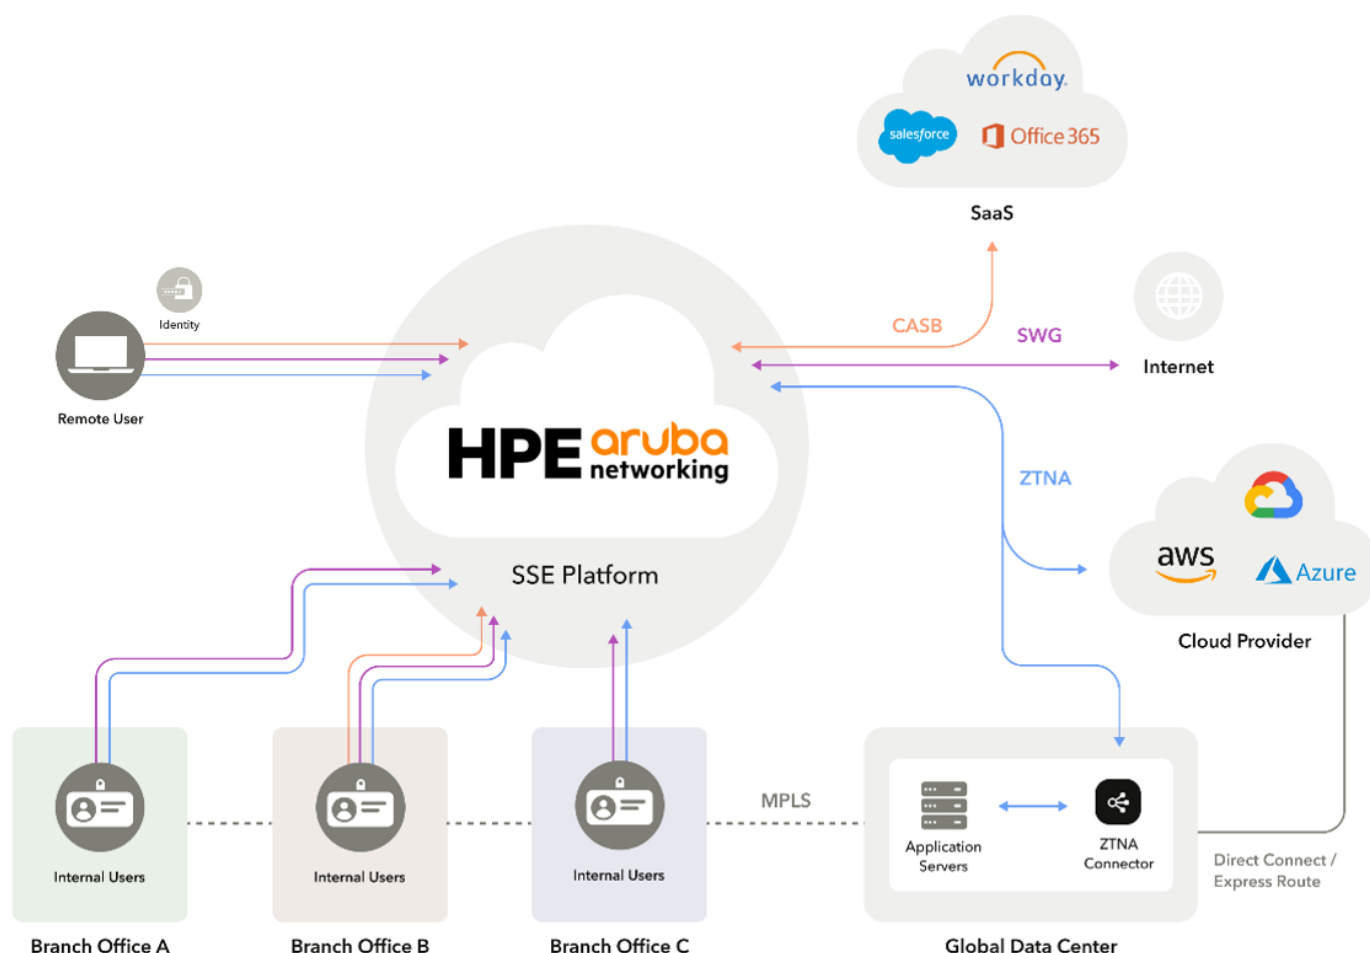 workday.
salesforce
Office 365
SaaS
Identity
CASB
SWG
Internet
Remote User
HPE aruba
networking
ZTNA
aws
Azure
SSE Platform
Cloud Provider
MPLS
Application
Servers
ZTNA
Connector
Direct Connect /
Express Route
Internal Users
Internal Users
Internal Users
Branch Office A
Branch Office B
Branch Office C
Global Data Center